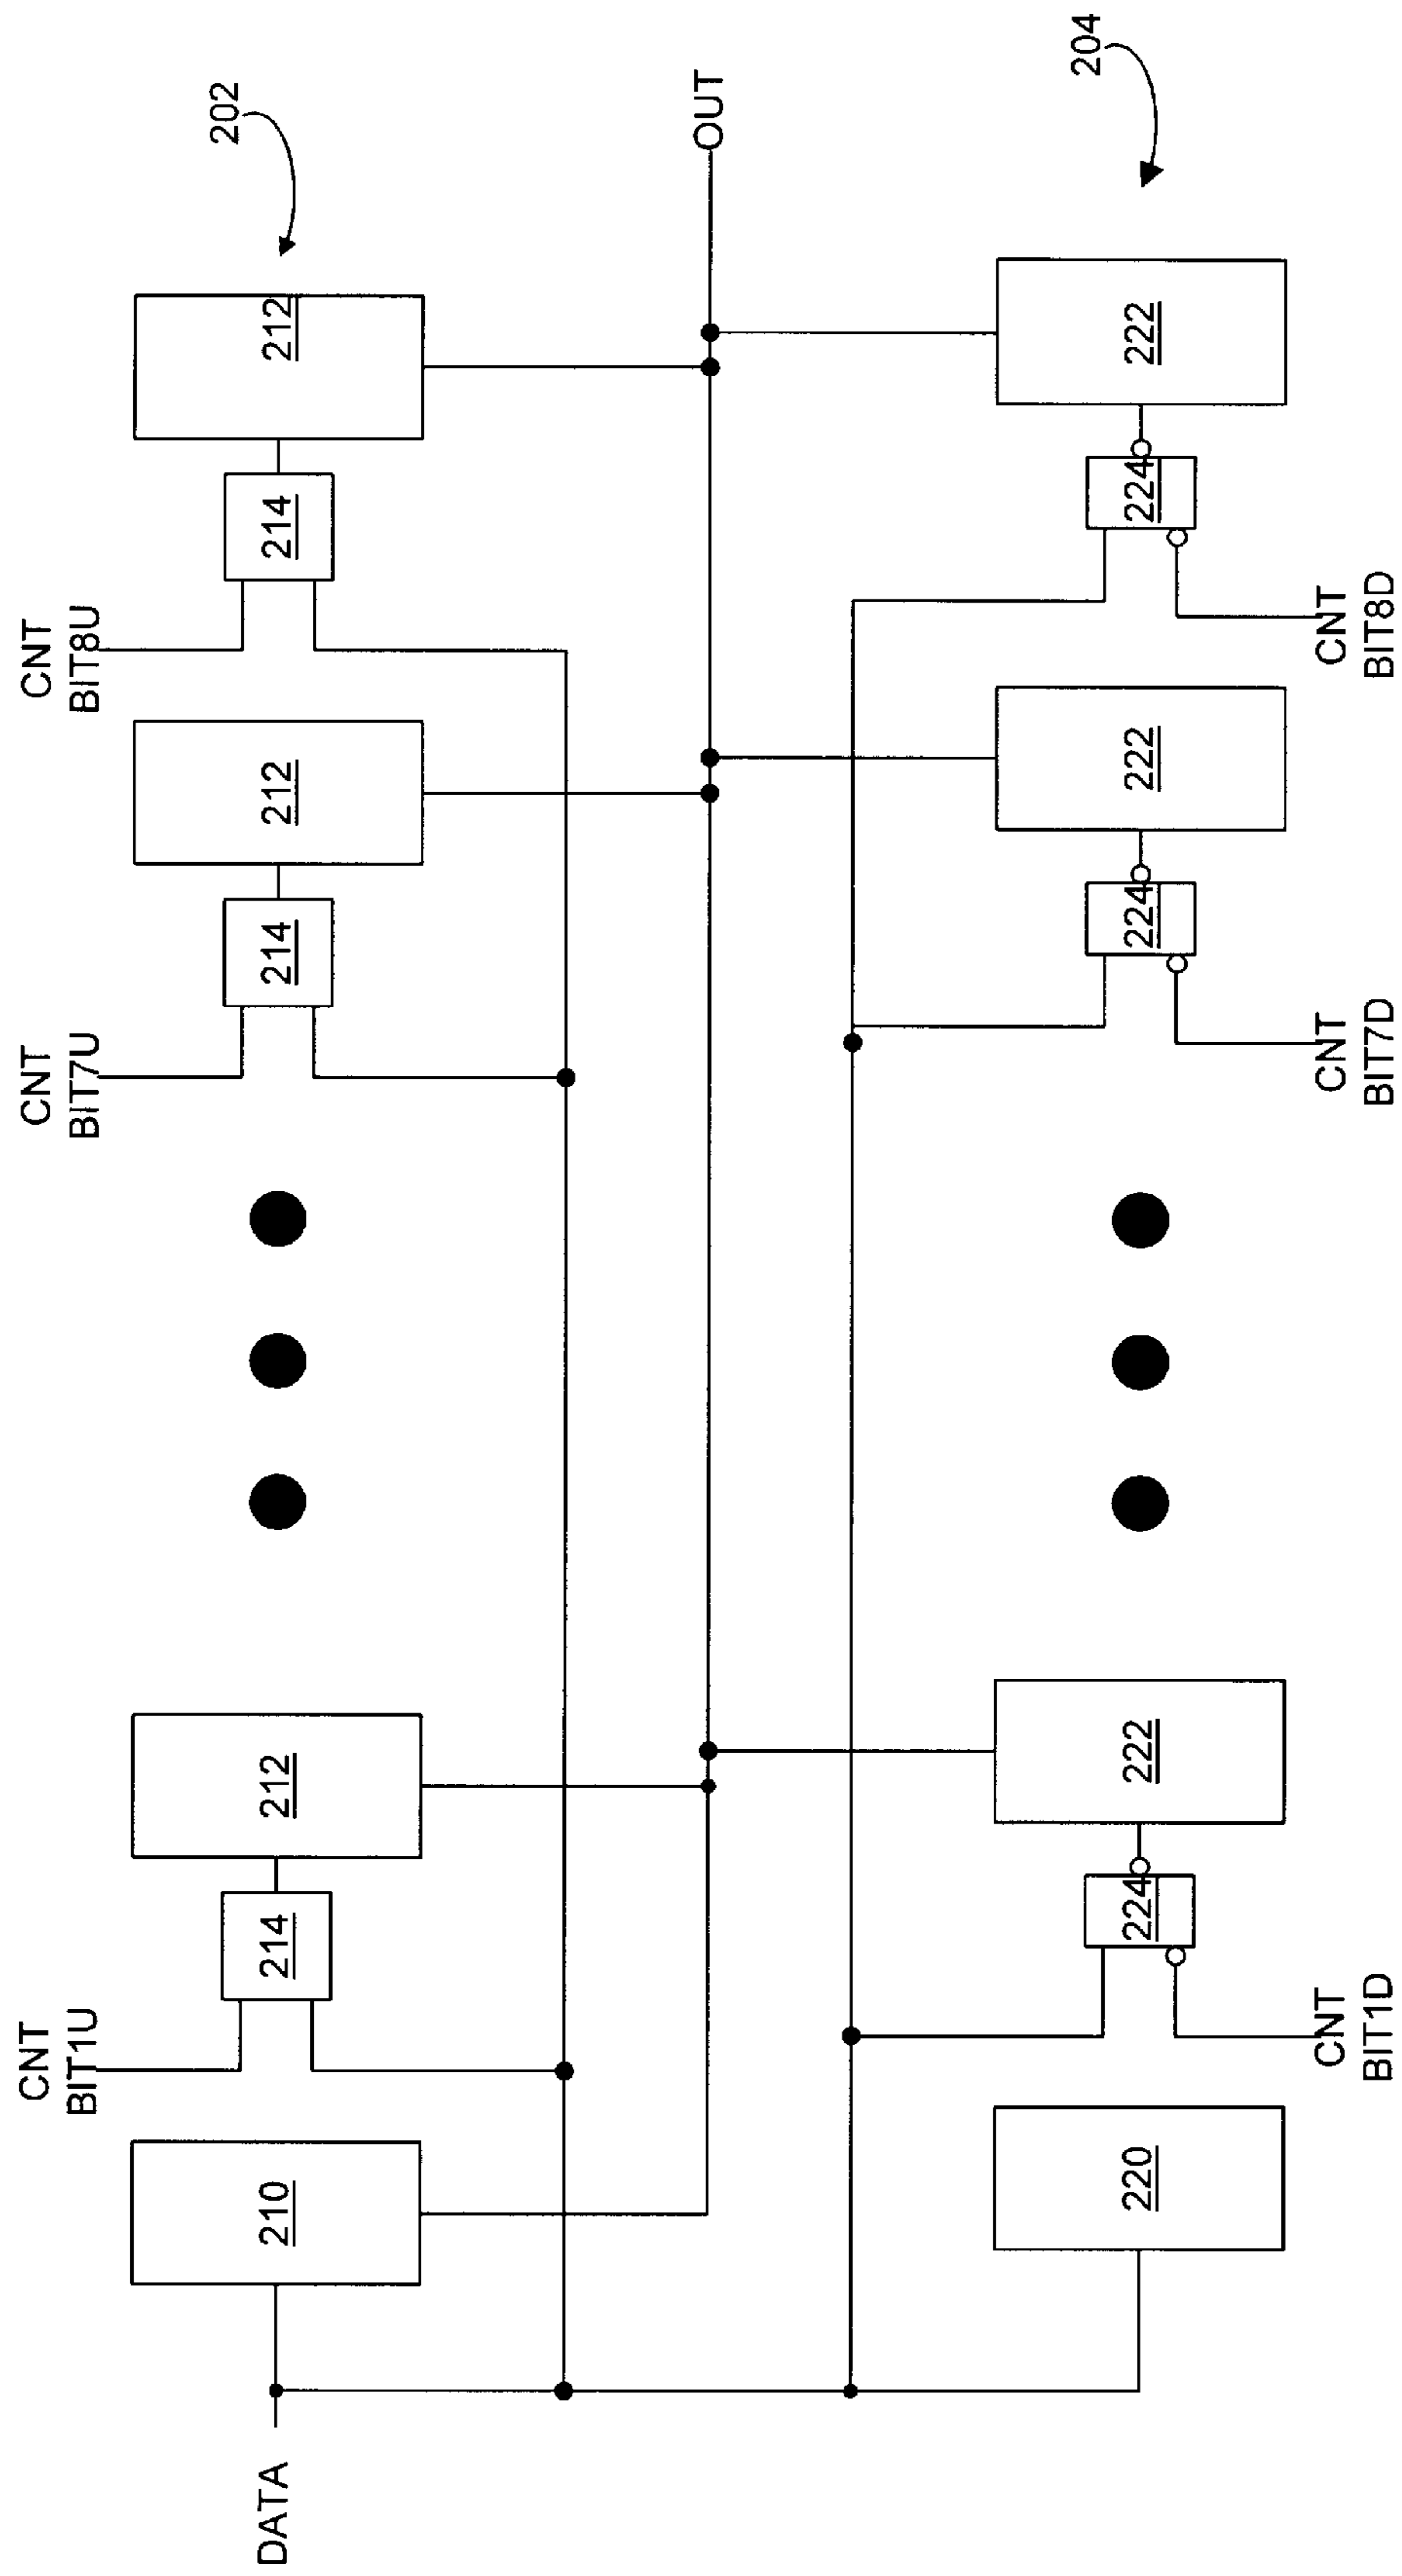 202
CNT
BIT1U
CNT
BIT7U
CNT
BIT8U
210
214
212
214
212
214
212
DATA
OUT
220
224
222
224
222
224
222
CNT
BIT1D
CNT
BIT7D
CNT
BIT8D
204